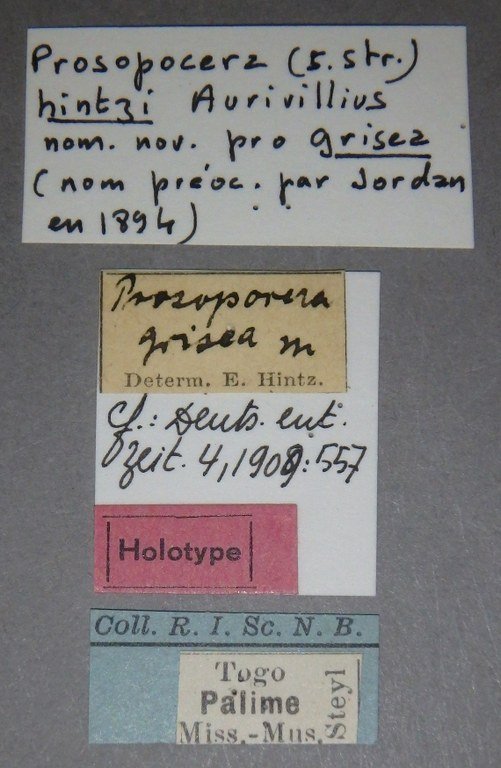 Prosopocera (s. str.)
hintzi Aurivillius
nom. nov. pro grisea
(nom préoc. par Jordan
en 1894)
Prosopocera
grisea m
Determ. E. Hintz.
Cf.: Deuts. ent.
Zeit. 4, 1909: 557
Holotype
Coll. R. I. Sc. N. B.
Togo
Palime
Miss.-Mus. Steyl